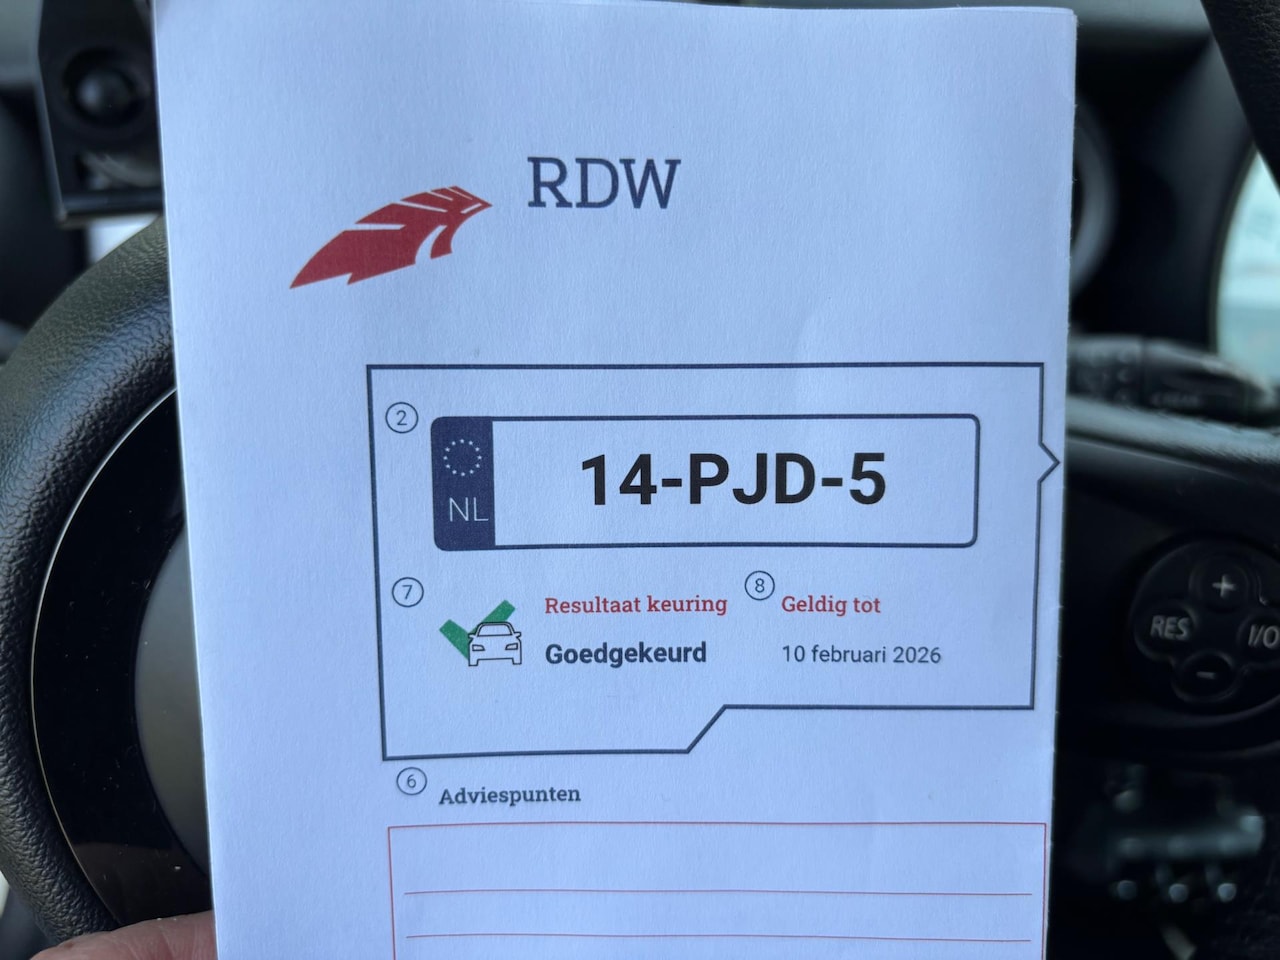 RDW
2
NL
14-PJD-5
7
Resultaat keuring
Goedgekeurd
8
Geldig tot
10 februari 2026
6
Adviespunten
+
RES
I/O
-